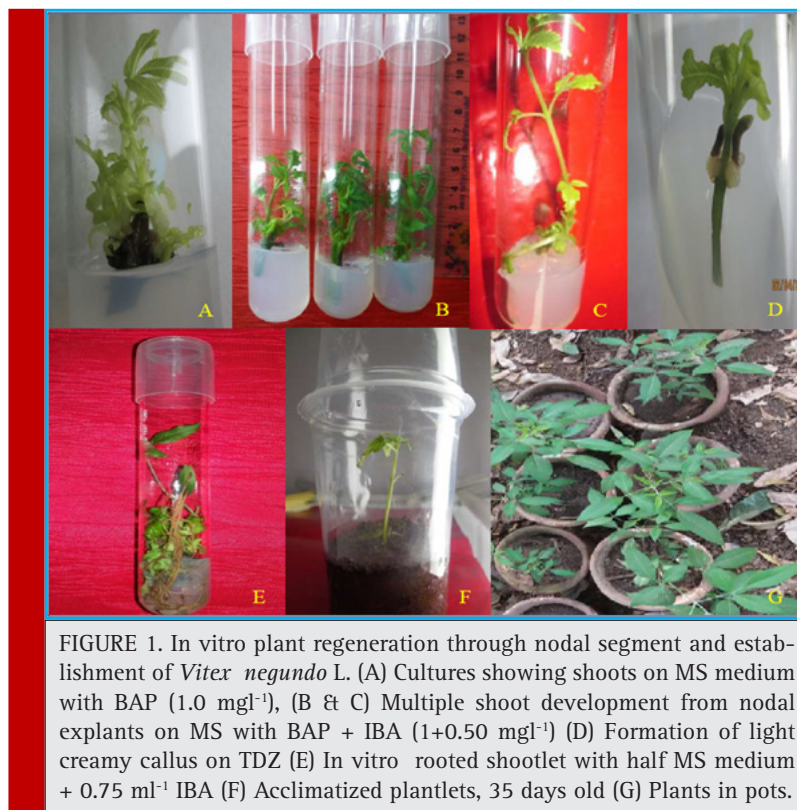 A
B
C
D
E
F
G
FIGURE 1. In vitro plant regeneration through nodal segment and estab-
lishment of Vitex negundo L. (A) Cultures showing shoots on MS medium
with BAP (1.0 mgl⁻¹), (B & C) Multiple shoot development from nodal
explants on MS with BAP + IBA (1+0.50 mgl⁻¹) (D) Formation of light
creamy callus on TDZ (E) In vitro rooted shootlet with half MS medium
+ 0.75 ml⁻¹ IBA (F) Acclimatized plantlets, 35 days old (G) Plants in pots.